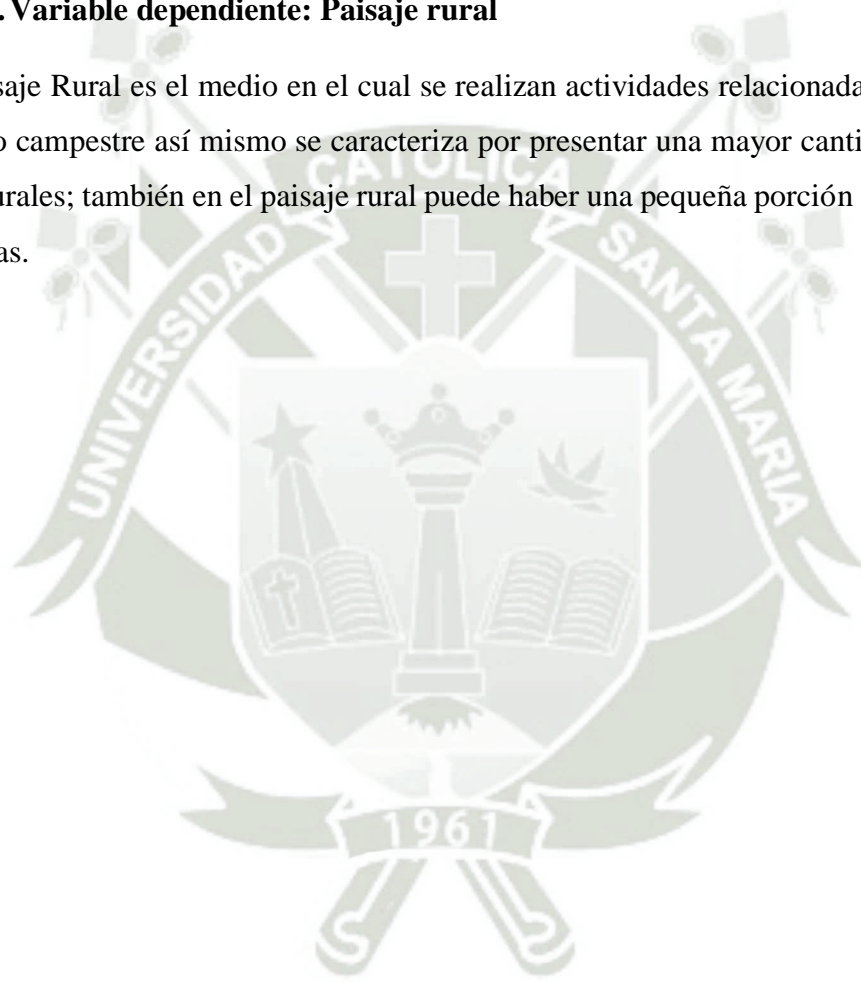 . Variable dependiente: Paisaje rural
saje Rural es el medio en el cual se realizan actividades relacionada
o campestre así mismo se caracteriza por presentar una mayor canti
urales; también en el paisaje rural puede haber una pequeña porción
as.
UNIVERSIDAD CATOLICA SANTA MARIA
1961